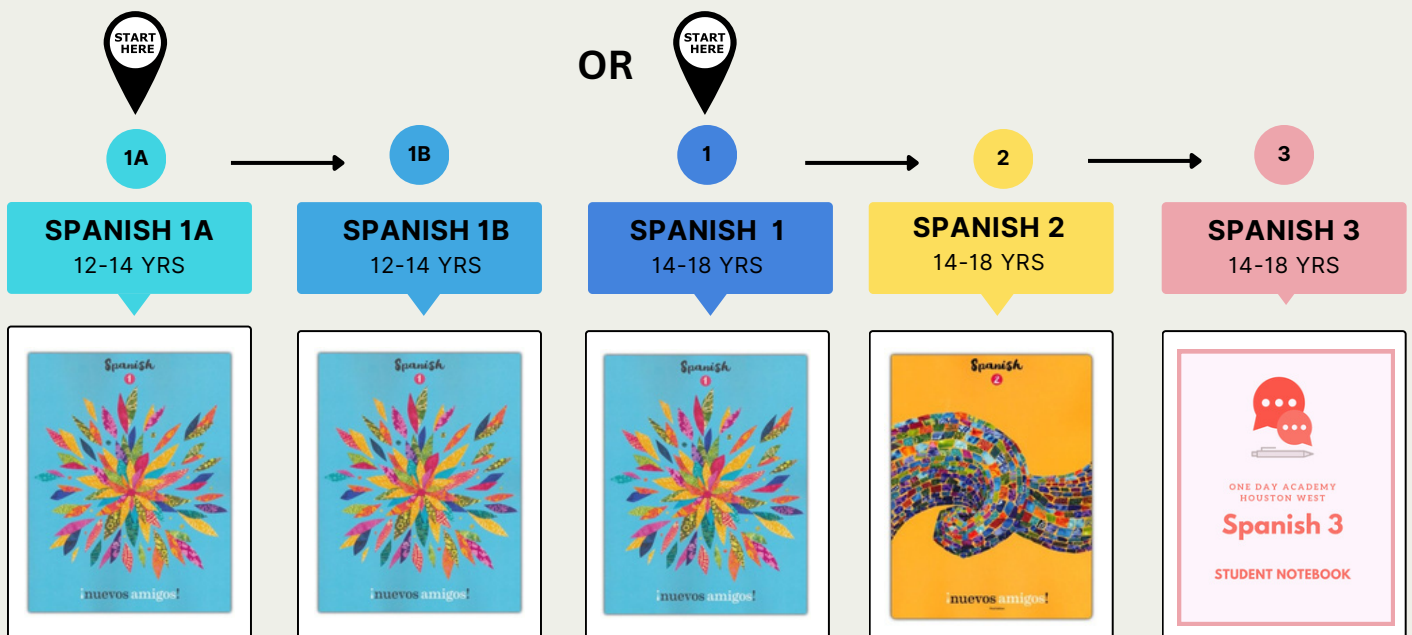 START
HERE
OR
START
HERE
1A
1B
1
2
3
SPANISH 1A
12-14 YRS
SPANISH 1B
12-14 YRS
SPANISH 1
14-18 YRS
SPANISH 2
14-18 YRS
SPANISH 3
14-18 YRS
Spanish
1
¡nuevos amigos!
Spanish
1
¡nuevos amigos!
Spanish
1
¡nuevos amigos!
Spanish
2
¡nuevos amigos!
ONE DAY ACADEMY
HOUSTON WEST
Spanish 3
STUDENT NOTEBOOK